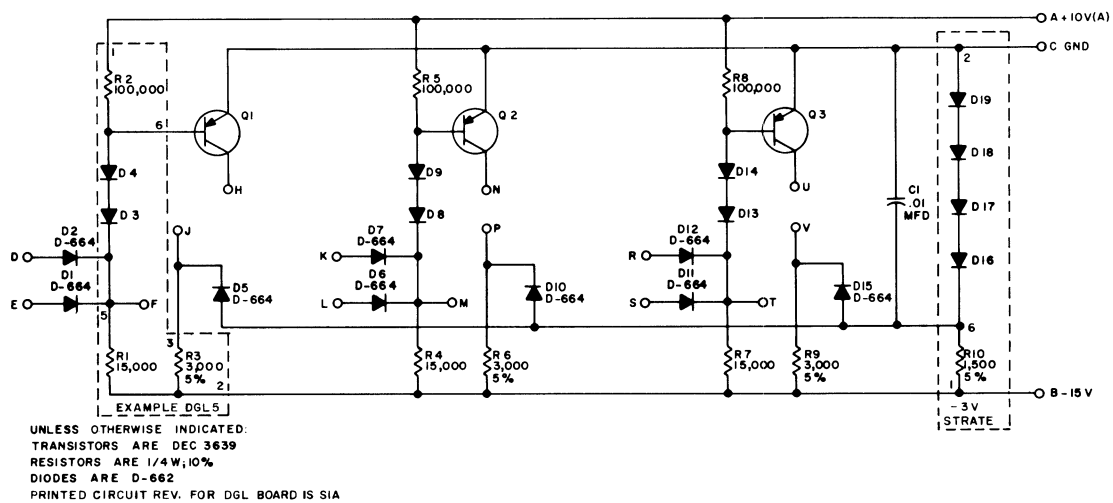 A+10V(A)
C GND
1
R2
100,000
6
Q1
D4
D3
H
J
D2
D-664
D
D1
D-664
E
F
5
D5
D-664
R1
15,000
3
R3
3,000
5%
2
EXAMPLE DGL5
R5
100,000
Q2
D9
D8
N
P
D7
D-664
K
D6
D-664
L
M
D10
D-664
R4
15,000
R6
3,000
5%
R8
100,000
Q3
D14
D13
U
V
D12
D-664
R
D11
D-664
S
T
D15
D-664
R7
15,000
R9
3,000
5%
C1
.01
MFD
2
D19
D18
D17
D16
6
R10
1,500
5%
1
B-15V
-3V
STRATE
UNLESS OTHERWISE INDICATED:
TRANSISTORS ARE DEC 3639
RESISTORS ARE 1/4W;10%
DIODES ARE D-662
PRINTED CIRCUIT REV. FOR DGL BOARD IS SIA